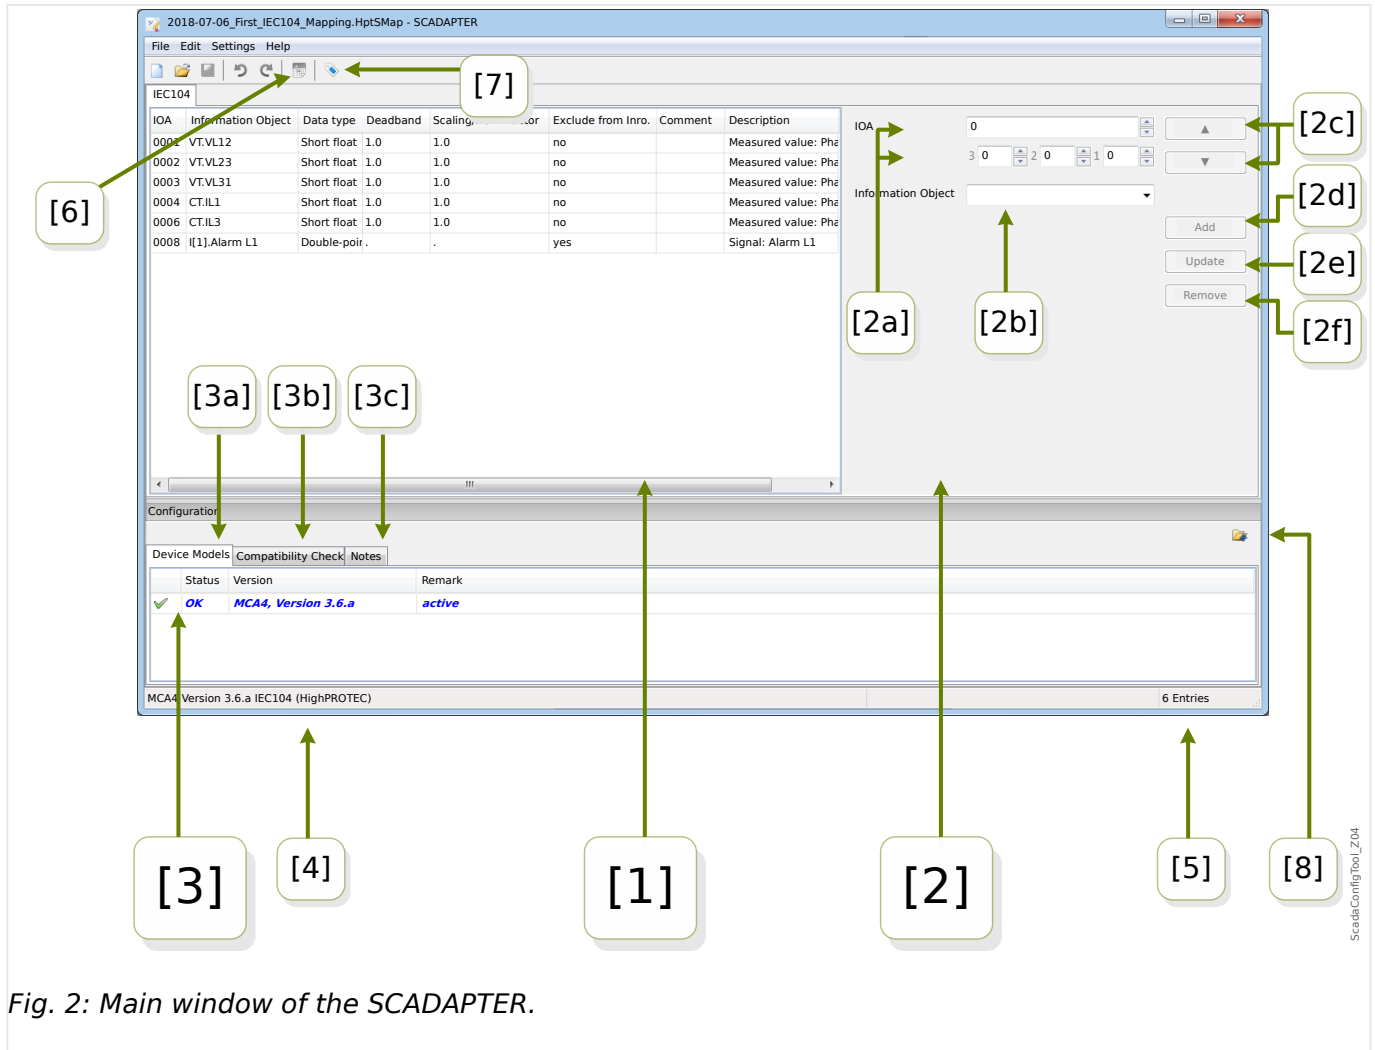 2018-07-06_First_IEC104_Mapping.HptSMap - SCADAPTER
File Edit Settings Help
[7]
IEC104
IOA Information Object Data type Deadband Scaling tor Exclude from Inro. Comment Description
0001 VT.VL12 Short float 1.0 1.0 no Measured value: Pha
0002 VT.VL23 Short float 1.0 1.0 no Measured value: Pha
0003 VT.VL31 Short float 1.0 1.0 no Measured value: Pha
0004 CT.IL1 Short float 1.0 1.0 no Measured value: Pha
0006 CT.IL3 Short float 1.0 1.0 no Measured value: Pha
0008 I[1].Alarm L1 Double-poir . . yes Signal: Alarm L1
IOA 0
3 0 2 0 1 0
Information Object
▲
▼
Add
Update
Remove
[2c]
[2d]
[2e]
[2f]
[6]
[2a] [2b]
[3a] [3b] [3c]
Configuration
Device Models Compatibility Check Notes
Status Version Remark
OK MCA4, Version 3.6.a active
MCA4 Version 3.6.a IEC104 (HighPROTEC) 6 Entries
[3] [4] [1] [2] [5] [8]
ScadaConfigTool_Z04
Fig. 2: Main window of the SCADAPTER.